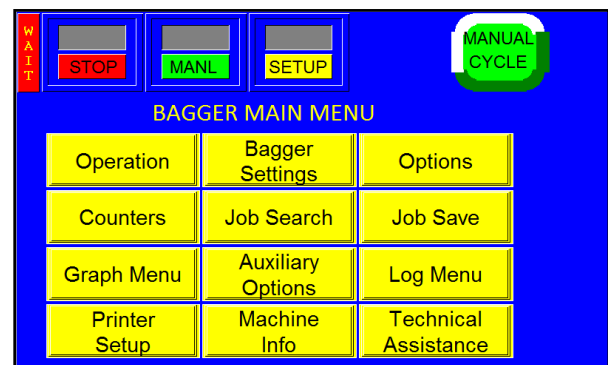 WAIT
STOP
MANL
SETUP
MANUAL
CYCLE
BAGGER MAIN MENU
Operation
Bagger
Settings
Options
Counters
Job Search
Job Save
Graph Menu
Auxiliary
Options
Log Menu
Printer
Setup
Machine
Info
Technical
Assistance